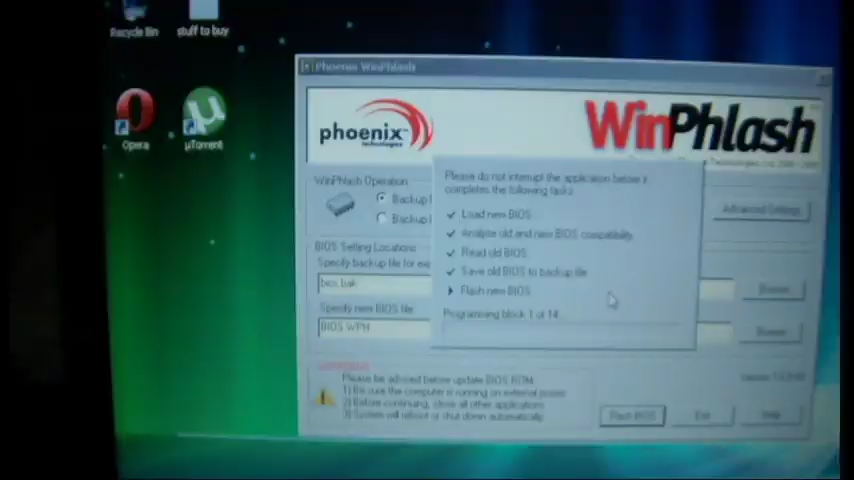 Recycle Bin
stuff to buy
Opera
µTorrent
Phoenix WinPhlash
phoenix
technologies
WinPhlash
WinPhlash Operation
Backup
Backup
Advanced Settings
BIOS Setting Locations
Specify backup file for
bios.bak
Browse
Specify new BIOS file
BIOS.WPH
Browse
Please do not interrupt the application before it
completes the following tasks:
Load new BIOS.
Analyze old and new BIOS compatibility.
Read old BIOS.
Save old BIOS to backup file
Flash new BIOS.
Programming block 1 of 14.
Please be advised before update BIOS ROM:
1) Be sure the computer is running on external power.
2) Before continuing, close all other applications.
3) System will reboot or shut down automatically.
Flash BIOS
Exit
Help